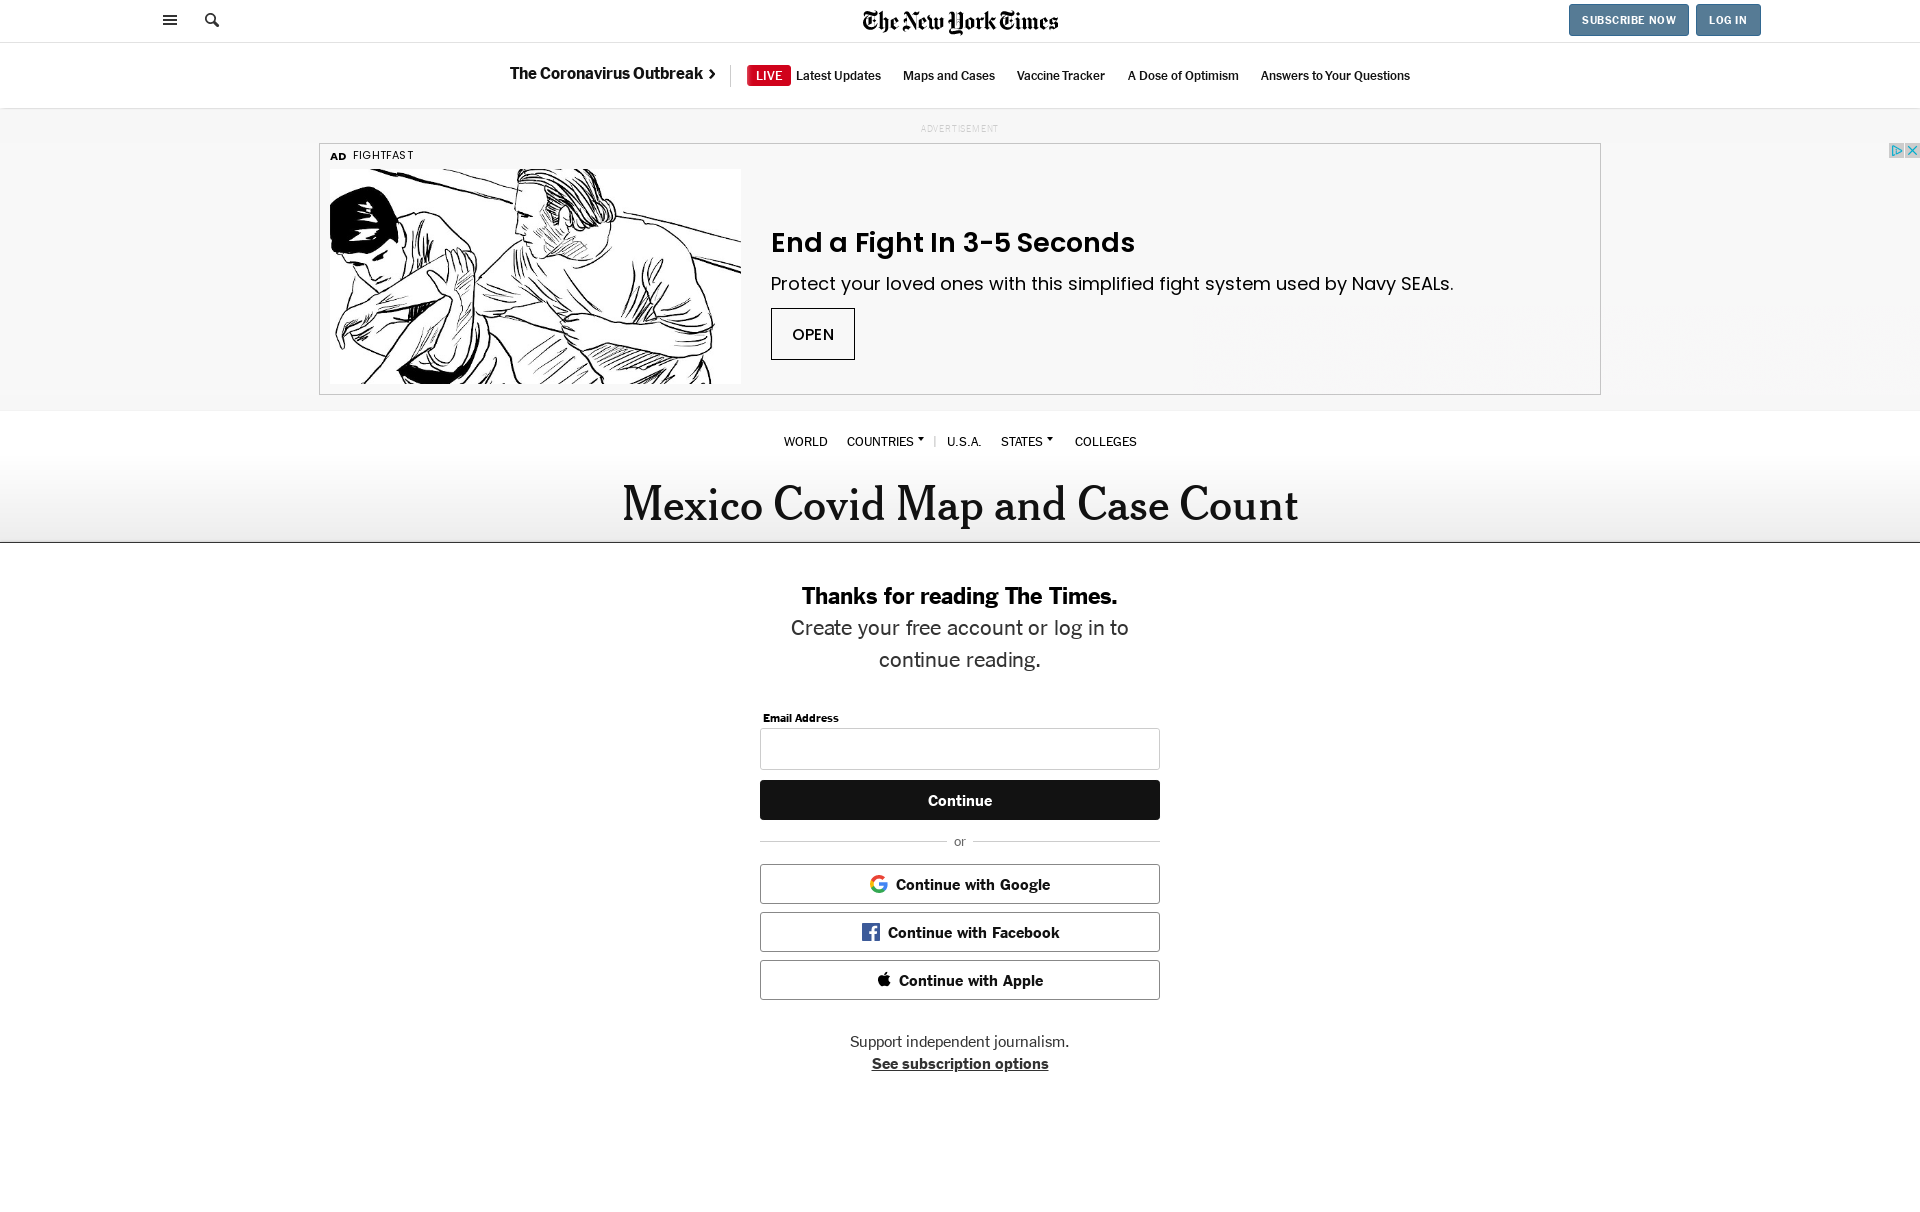 The New York Times
SUBSCRIBE NOW
LOG IN
The Coronavirus Outbreak
LIVE Latest Updates
Maps and Cases
Vaccine Tracker
A Dose of Optimism
Answers to Your Questions
ADVERTISEMENT
AD FIGHTFAST
End a Fight In 3-5 Seconds
Protect your loved ones with this simplified fight system used by Navy SEALs.
OPEN
WORLD COUNTRIES | U.S.A. STATES COLLEGES
Mexico Covid Map and Case Count
Thanks for reading The Times.
Create your free account or log in to
continue reading.
Email Address
Continue
or
Continue with Google
Continue with Facebook
Continue with Apple
Support independent journalism.
See subscription options